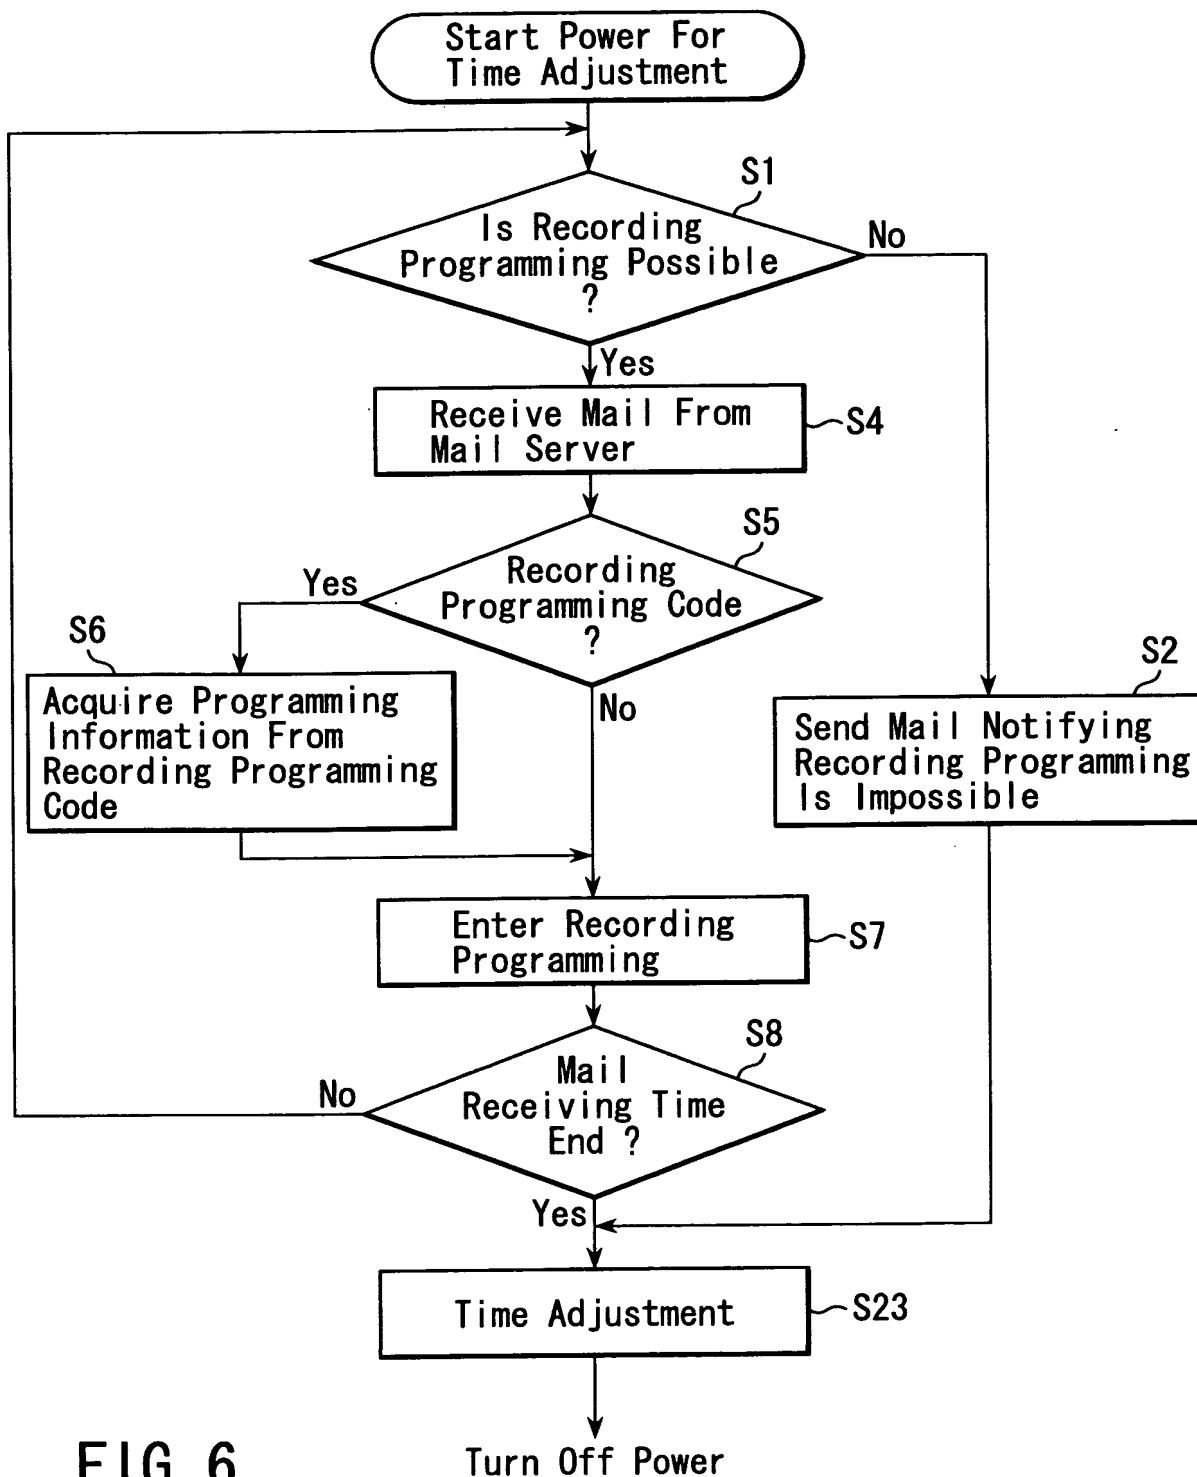 Start Power For
Time Adjustment
S1
Is Recording
Programming Possible
?
No
Yes
Receive Mail From
Mail Server
S4
S5
Recording
Programming Code
?
Yes
No
S6
Acquire Programming
Information From
Recording Programming
Code
S2
Send Mail Notifying
Recording Programming
Is Impossible
Enter Recording
Programming
S7
S8
Mail
Receiving Time
End ?
No
Yes
Time Adjustment
S23
Turn Off Power
FIG. 6